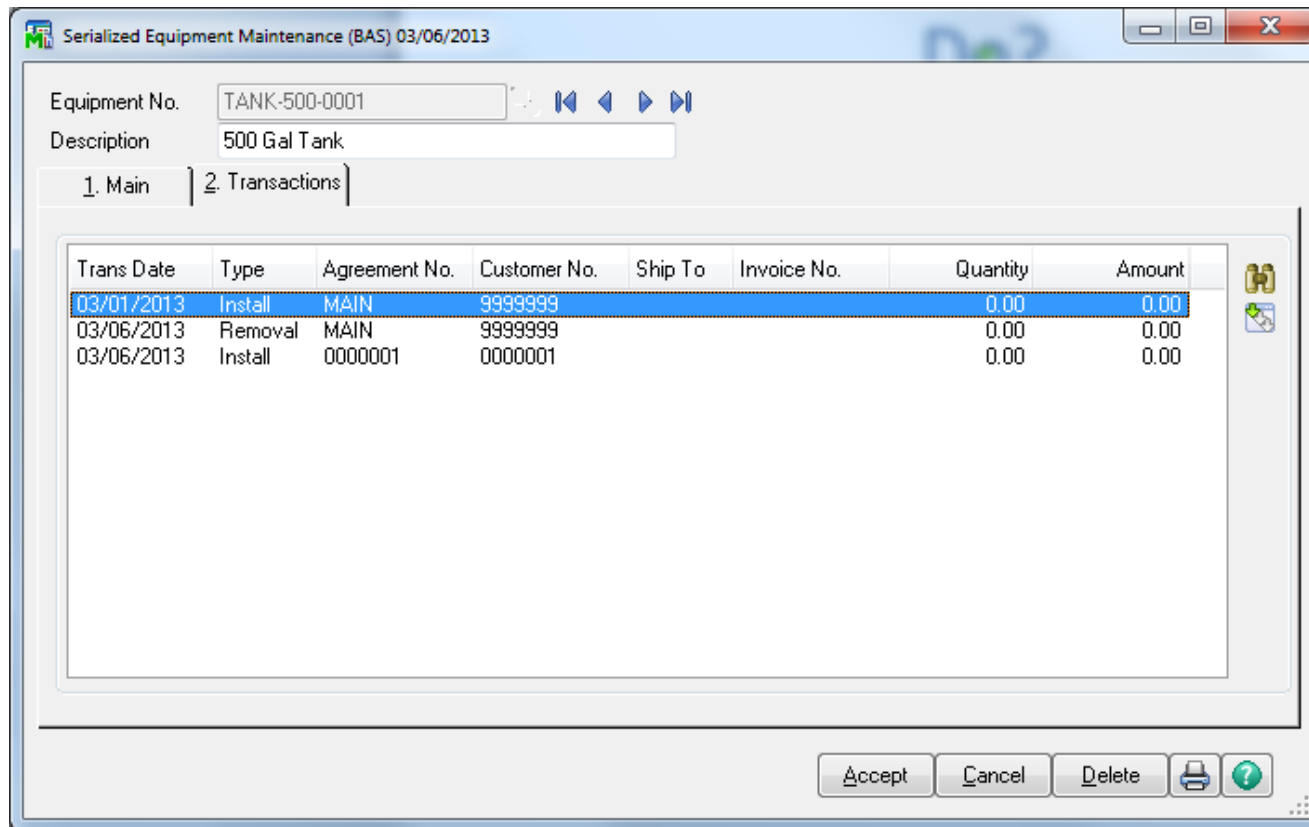 Serialized Equipment Maintenance (BAS) 03/06/2013
Equipment No. TANK-500-0001
Description 500 Gal Tank
1. Main 2. Transactions
Trans Date Type Agreement No. Customer No. Ship To Invoice No. Quantity Amount
03/01/2013 Install MAIN 9999999 0.00 0.00
03/06/2013 Removal MAIN 9999999 0.00 0.00
03/06/2013 Install 0000001 0000001 0.00 0.00
Accept Cancel Delete